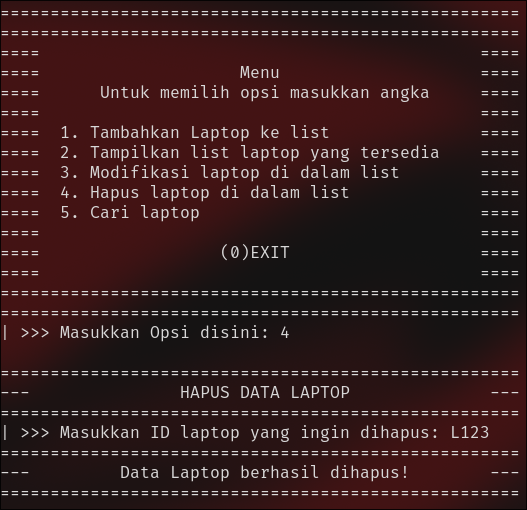 ====================================================
====================================================
====                                            ====
====                    Menu                    ====
====      Untuk memilih opsi masukkan angka     ====
====                                            ====
====  1. Tambahkan Laptop ke list               ====
====  2. Tampilkan list laptop yang tersedia    ====
====  3. Modifikasi laptop di dalam list        ====
====  4. Hapus laptop di dalam list             ====
====  5. Cari laptop                            ====
====                                            ====
====                  (0)EXIT                   ====
====                                            ====
====================================================
====================================================
| >>> Masukkan Opsi disini: 4

====================================================
---               HAPUS DATA LAPTOP              ---
====================================================
| >>> Masukkan ID laptop yang ingin dihapus: L123
====================================================
---         Data Laptop berhasil dihapus!        ---
====================================================